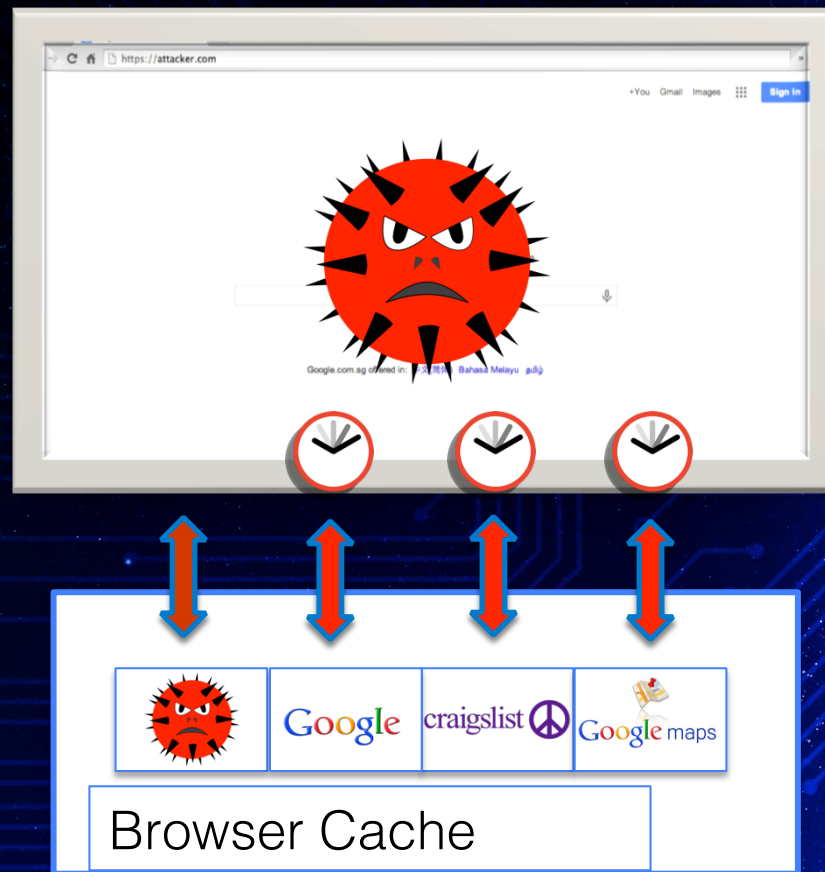 https://attacker.com
»
+You Gmail Images Sign in
Google.com.sg offered in: Bahasa Melayu தமிழ்
Google craigslist Google maps
Browser Cache